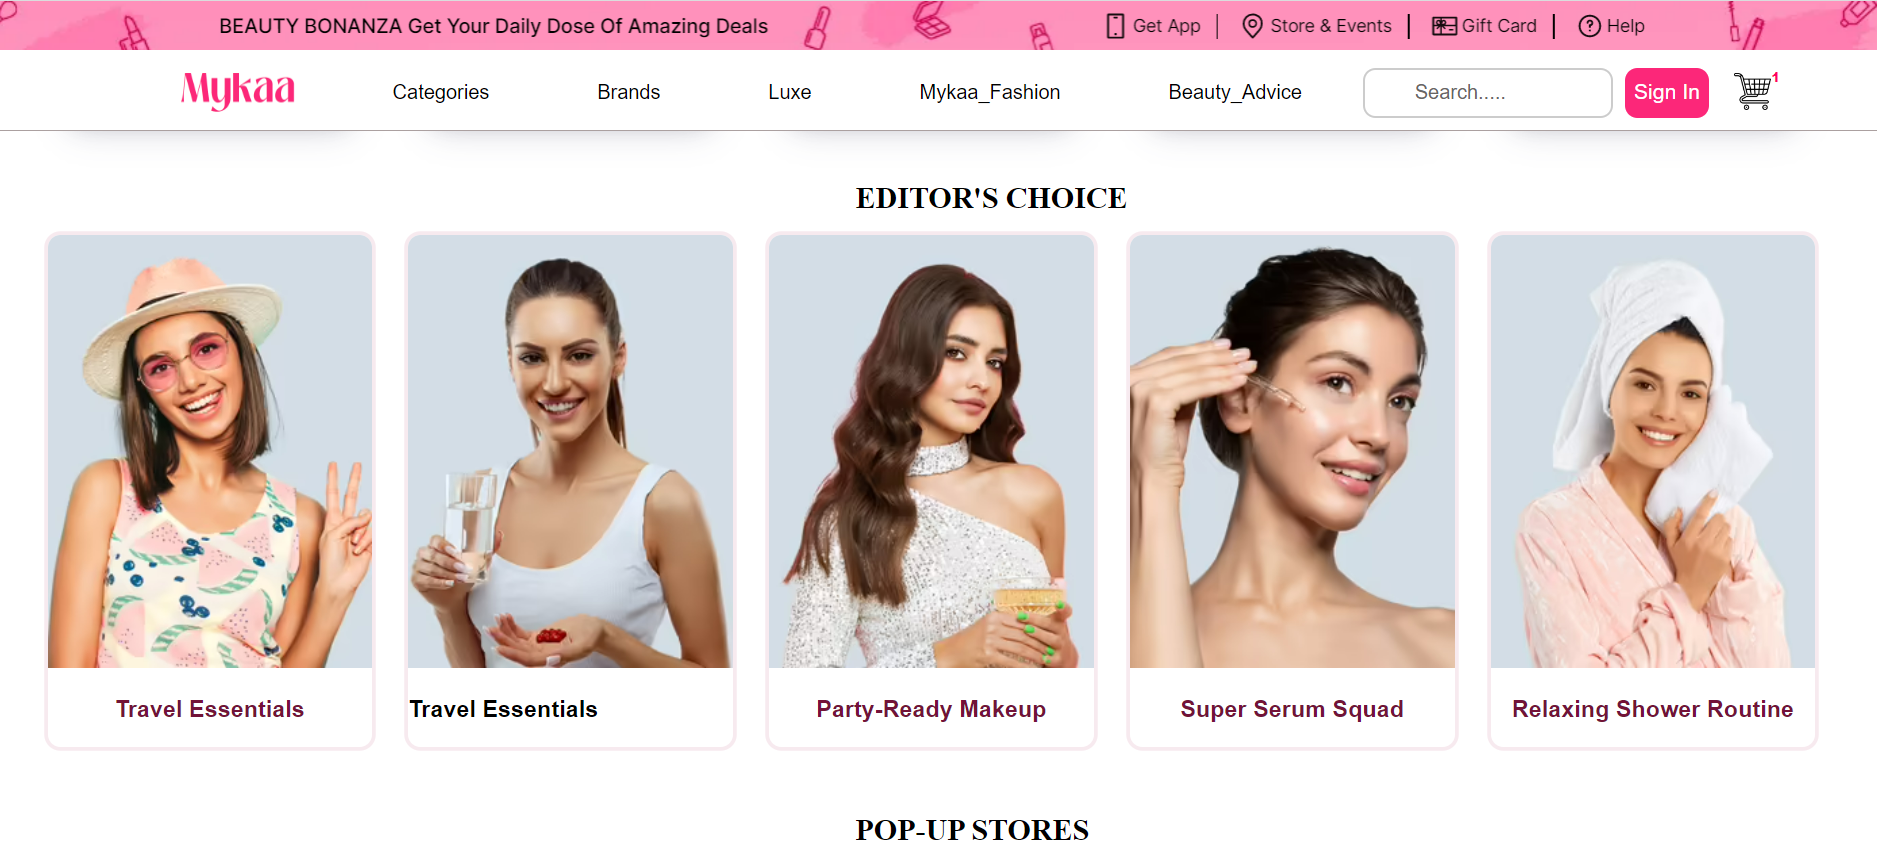 BEAUTY BONANZA Get Your Daily Dose Of Amazing Deals
Get App | Store & Events | Gift Card | Help
Mykaa Categories Brands Luxe Mykaa_Fashion Beauty_Advice Search..... Sign In 1
EDITOR'S CHOICE
Travel Essentials Travel Essentials Party-Ready Makeup Super Serum Squad Relaxing Shower Routine
POP-UP STORES